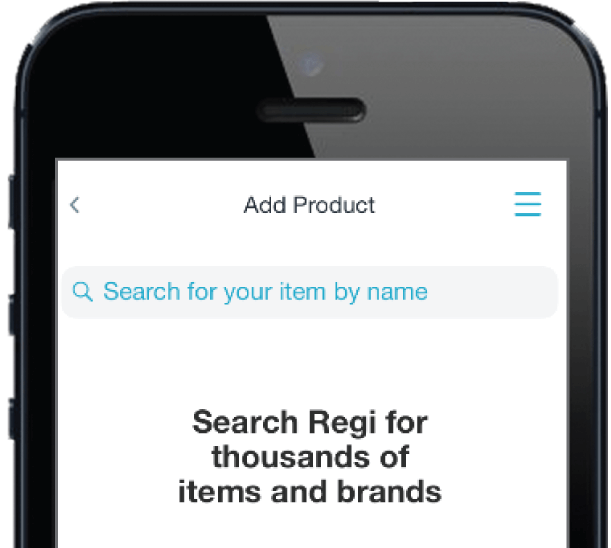 Add Product
Search for your item by name
Search Regi for
thousands of
items and brands